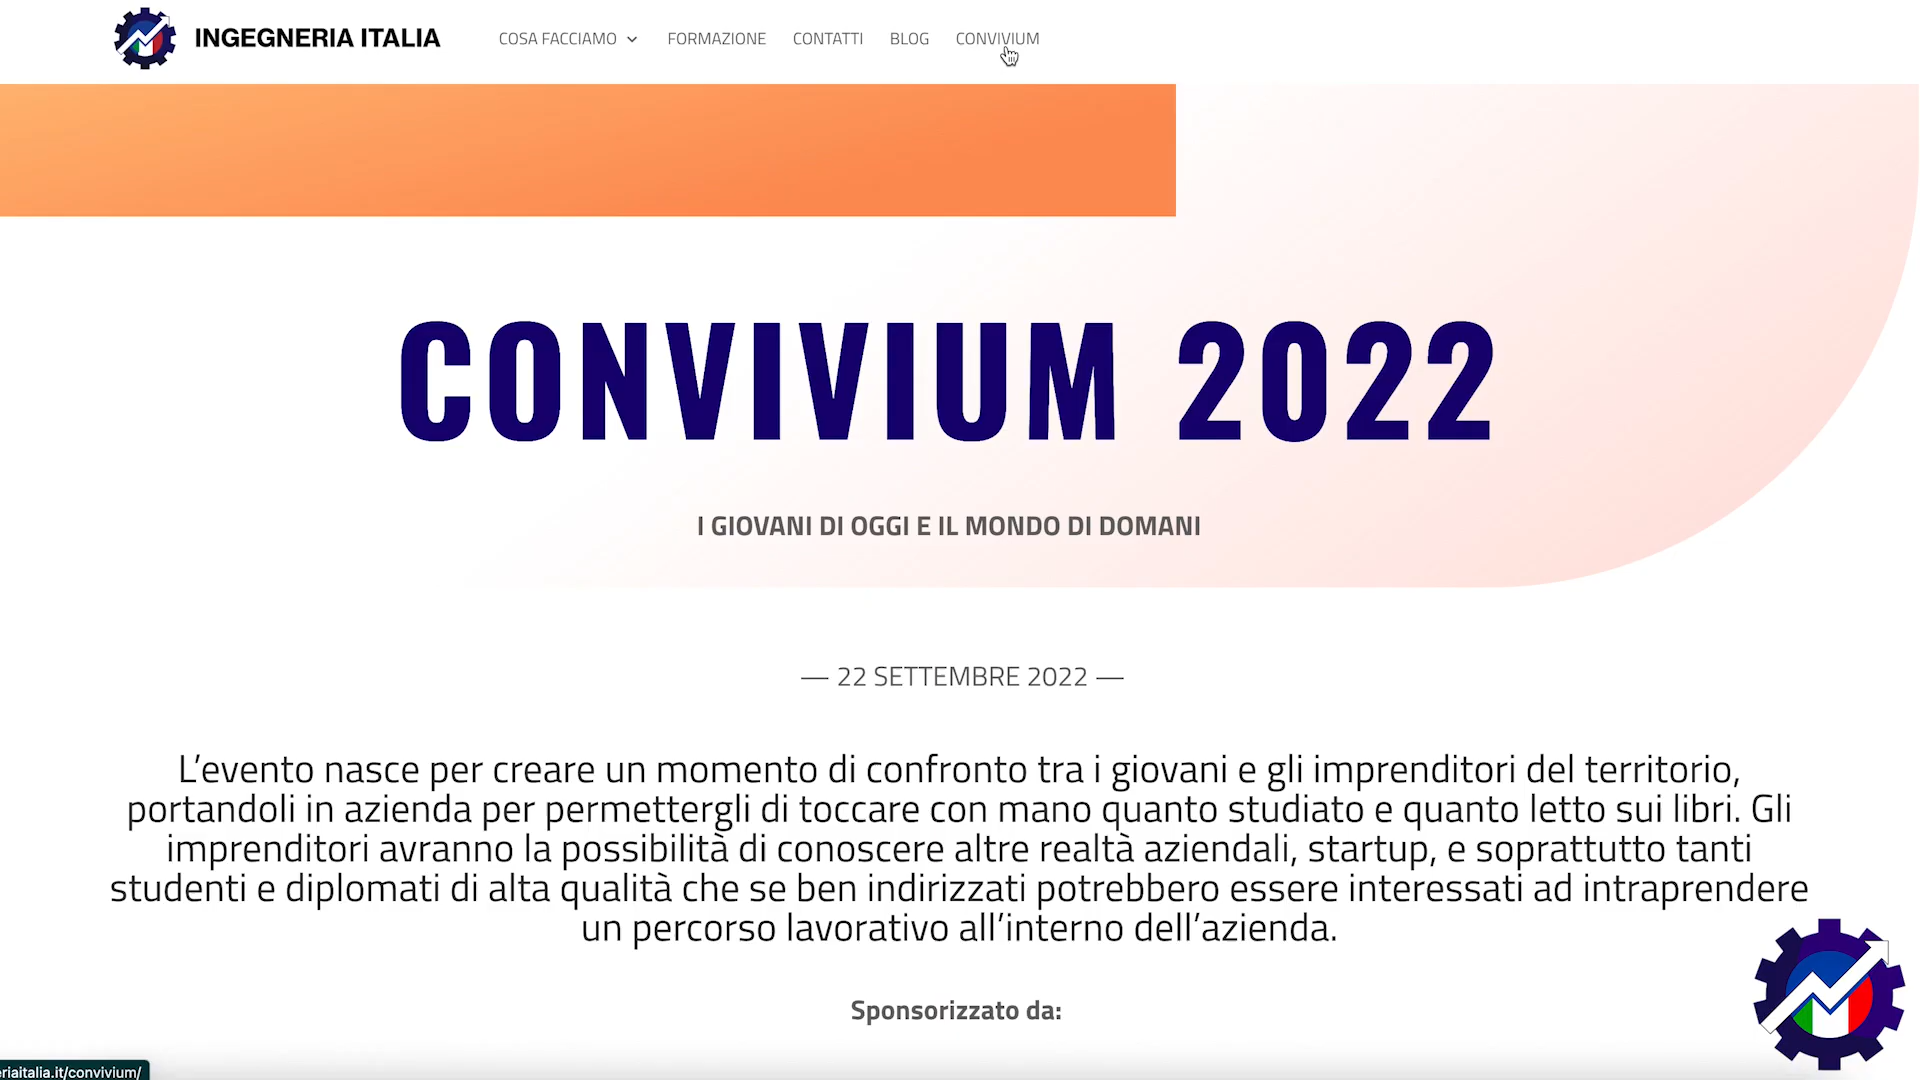 INGEGNERIA ITALIA
COSA FACCIAMO
FORMAZIONE
CONTATTI
BLOG
CONVIVIUM
CONVIVIUM 2022
I GIOVANI DI OGGI E IL MONDO DI DOMANI
— 22 SETTEMBRE 2022 —
L’evento nasce per creare un momento di confronto tra i giovani e gli imprenditori del territorio,
portandoli in azienda per permettergli di toccare con mano quanto studiato e quanto letto sui libri. Gli
imprenditori avranno la possibilità di conoscere altre realtà aziendali, startup, e soprattutto tanti
studenti e diplomati di alta qualità che se ben indirizzati potrebbero essere interessati ad intraprendere
un percorso lavorativo all’interno dell’azienda.
Sponsorizzato da:
riaitalia.it/convivium/